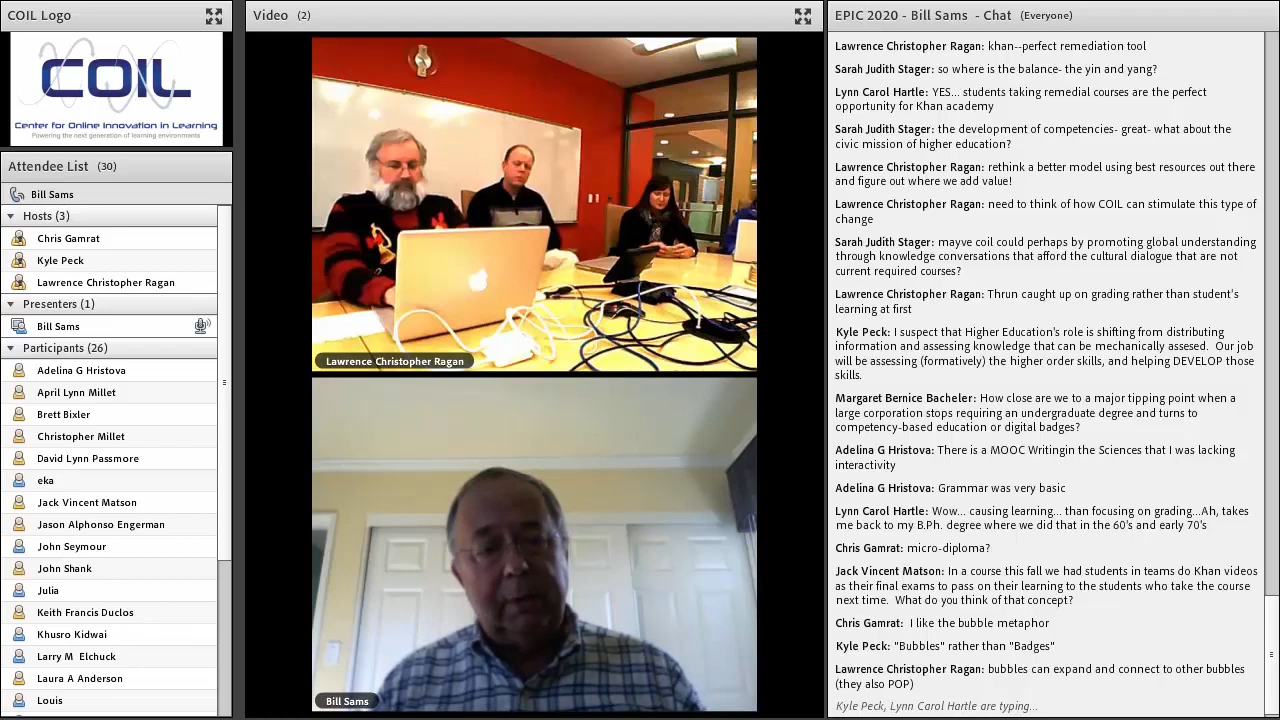 COIL Logo
COIL
Center for Online Innovation in Learning
Powering the next generation of learning environments
Attendee List (30)
Bill Sams
Hosts (3)
Chris Gamrat
Kyle Peck
Lawrence Christopher Ragan
Presenters (1)
Bill Sams
Participants (26)
Adelina G Hristova
April Lynn Millet
Brett Bixler
Christopher Millet
David Lynn Passmore
eka
Jack Vincent Matson
Jason Alphonso Engerman
John Seymour
John Shank
Julia
Jonathan Patrick Marks
Keith Francis Duclos
Khusro Kidwai
Larry M Elchuck
Laura A Anderson
Louis
Video (2)
Lawrence Christopher Ragan
Bill Sams
EPIC 2020 - Bill Sams - Chat (Everyone)
Lawrence Christopher Ragan: khan--perfect remediation tool
Sarah Judith Stager: so where is the balance- the yin and yang?
Lynn Carol Hartle: YES... students taking remedial courses are the perfect
opportunity for Khan academy
Sarah Judith Stager: the development of competencies- great- what about the
civic mission of higher education?
Lawrence Christopher Ragan: rethink a better model using best resources out there
and figure out where we add value!
Lawrence Christopher Ragan: need to think of how COIL can stimulate this type of
change
Sarah Judith Stager: mayve coil could perhaps by promoting global understanding
through knowledge conversations that afford the cultural dialogue that are not
current required courses?
Lawrence Christopher Ragan: Thrun caught up on grading rather than student's
learning at first
Kyle Peck: I suspect that Higher Education's role is shifting from distributing
information and assessing knowledge that can be mechanically assesed. Our job
is assessing (formatively) the higher order skills, and helping DEVELOP those
skills.
Margaret Bernice Bacheler: How close are we to a major tipping point when a
large corporation stops requiring an undergraduate degree and turns to
competency-based education or digital badges?
Adelina G Hristova: There is a MOOC Writingin the Sciences that I was lacking
interactivity
Adelina G Hristova: Grammar was very basic
Lynn Carol Hartle: Wow... causing learning... than focusing on grading...Ah, takes
me back to my B.Ph. degree where we did that in the 60's and early 70's
Chris Gamrat: micro-diploma?
Jack Vincent Matson: In a course this fall we had students in teams do Khan videos
as their final exams to pass on their learning to the students who take the course
next time. What do you think of that concept?
Chris Gamrat: I like the bubble metaphor
Kyle Peck: "Bubbles" rather than "Badges"
Lawrence Christopher Ragan: bubbles can expand and connect to other bubbles
(they also POP)
Kyle Peck, Lynn Carol Hartle are typing...